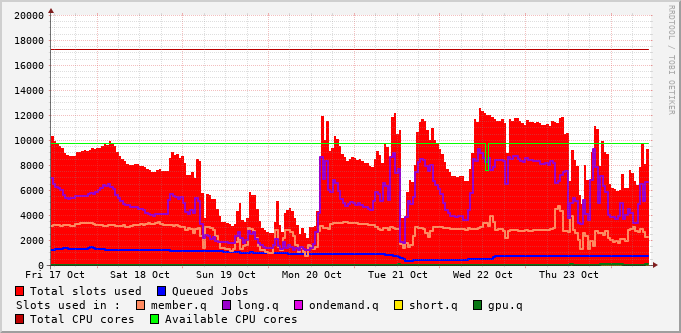 20000
18000
16000
14000
12000
10000
8000
6000
4000
2000
0
Fri 17 Oct Sat 18 Oct Sun 19 Oct Mon 20 Oct Tue 21 Oct Wed 22 Oct Thu 23 Oct
Total slots used Queued Jobs
Slots used in : member.q long.q ondemand.q short.q gpu.q
Total CPU cores Available CPU cores
RRDTOOL / TOBI OETIKER